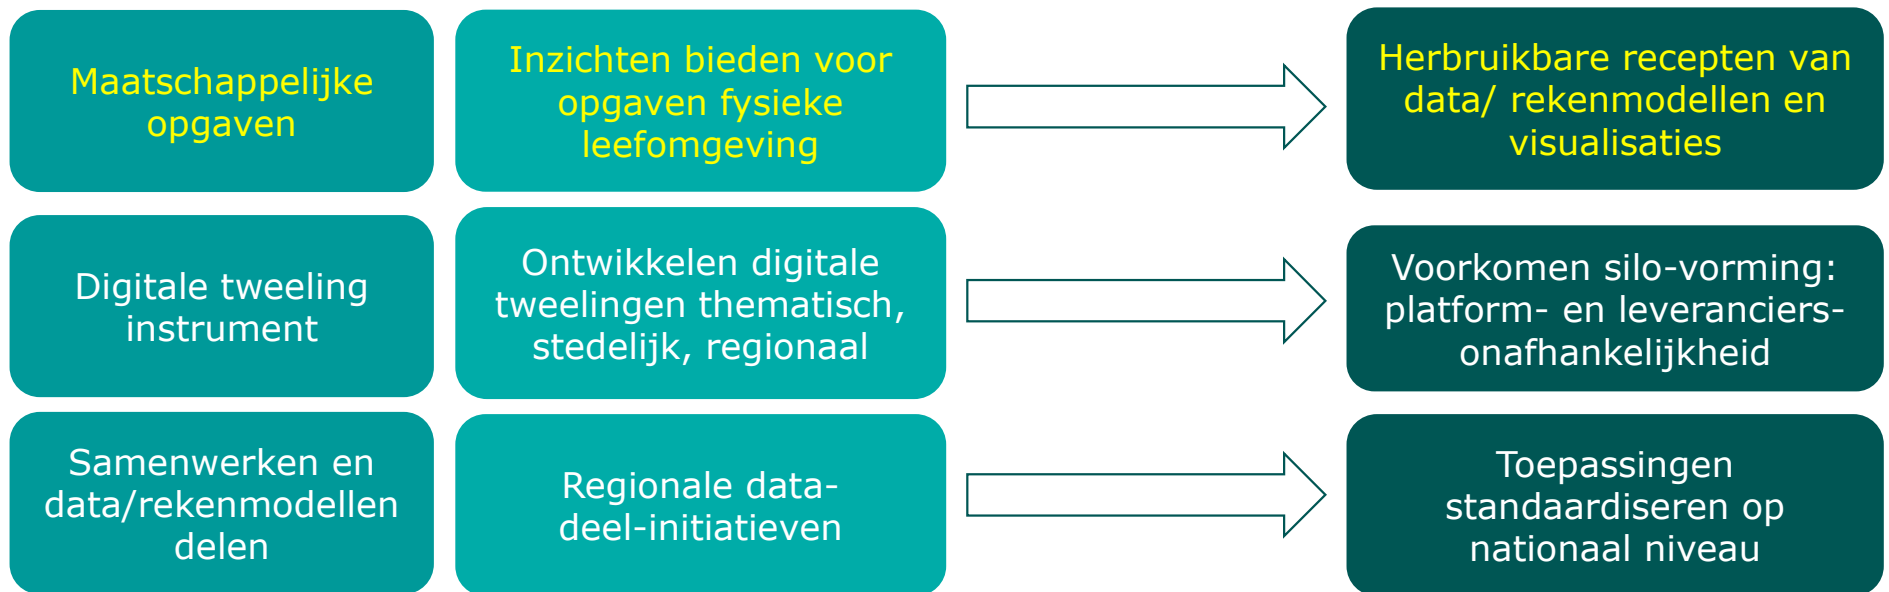 Maatschappelijke
opgaven
Inzichten bieden voor
opgaven fysieke
leefomgeving
Herbruikbare recepten van
data/ rekenmodellen en
visualisaties
Digitale tweeling
instrument
Ontwikkelen digitale
tweelingen thematisch,
stedelijk, regionaal
Voorkomen silo-vorming:
platform- en leveranciers-
onafhankelijkheid
Samenwerken en
data/rekenmodellen
delen
Regionale data-
deel-initiatieven
Toepassingen
standaardiseren op
nationaal niveau